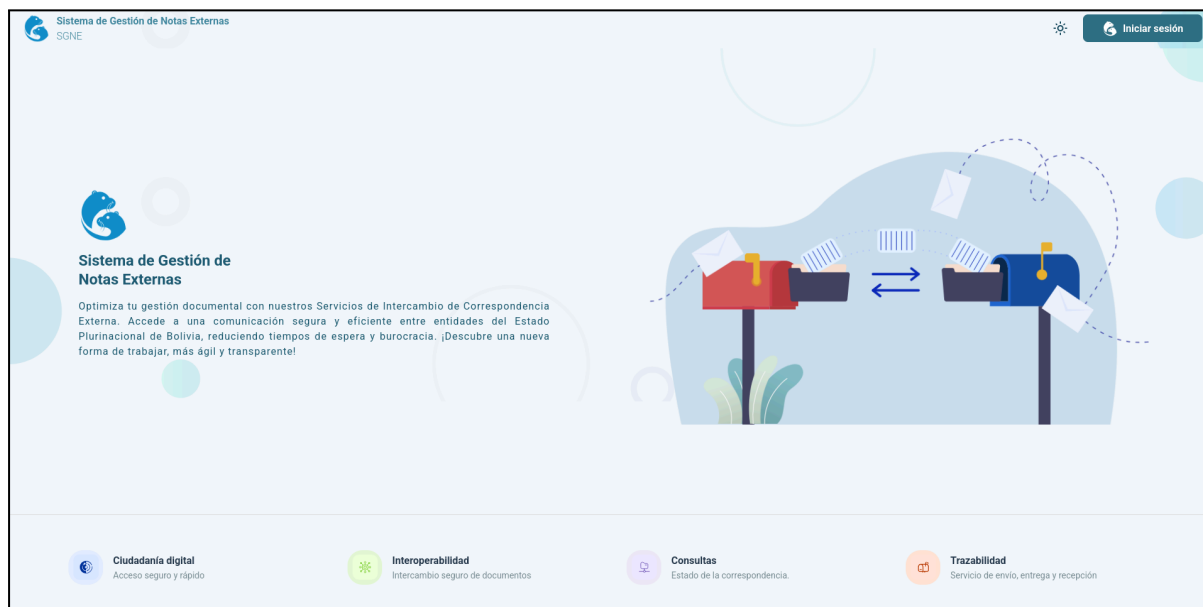 Sistema de Gestión de Notas Externas
SGNE
Iniciar sesión
Sistema de Gestión de
Notas Externas
Optimiza tu gestión documental con nuestros Servicios de Intercambio de Correspondencia
Externa. Accede a una comunicación segura y eficiente entre entidades del Estado
Plurinacional de Bolivia, reduciendo tiempos de espera y burocracia. ¡Descubre una nueva
forma de trabajar, más ágil y transparente!
Ciudadanía digital
Acceso seguro y rápido
Interoperabilidad
Intercambio seguro de documentos
Consultas
Estado de la correspondencia.
Trazabilidad
Servicio de envío, entrega y recepción